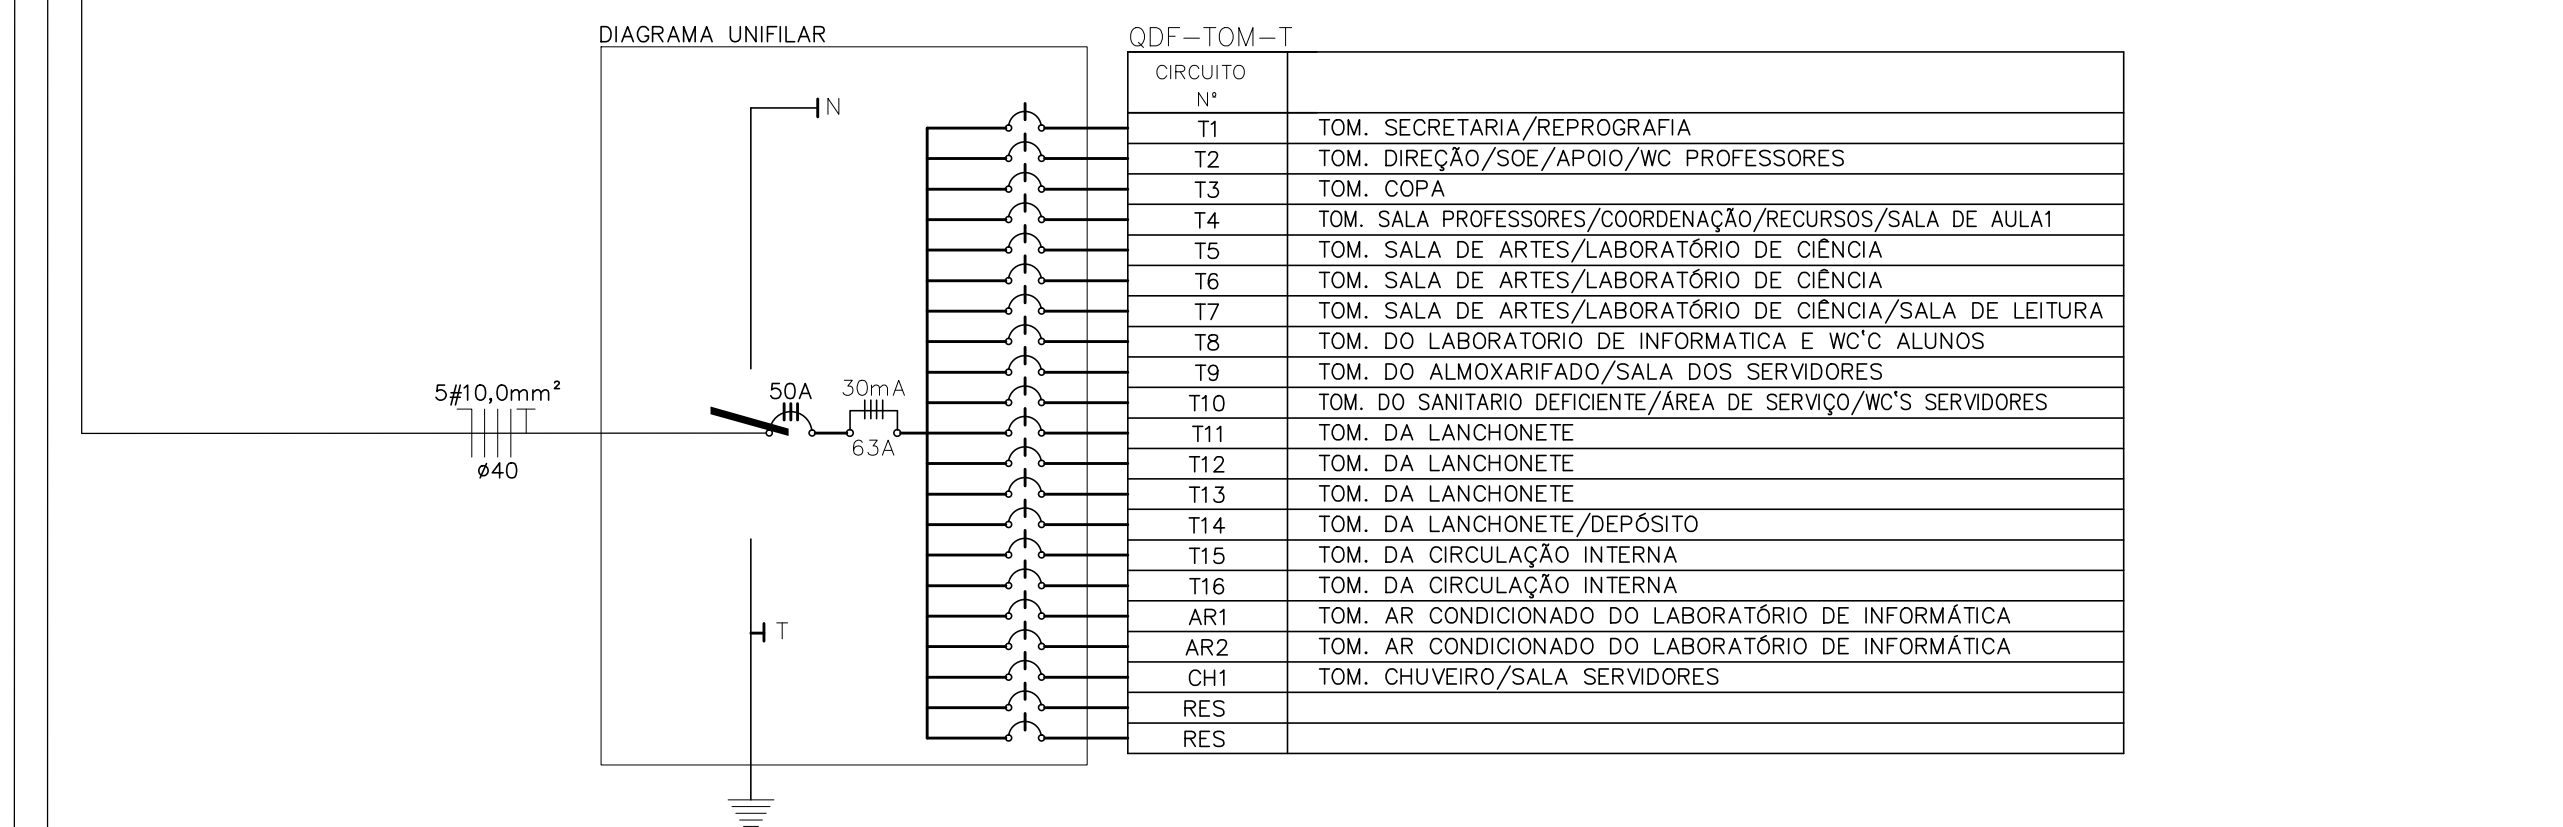 DIAGRAMA UNIFILAR
QDF-TOM-T
CIRCUITO
N°
N
T1 TOM. SECRETARIA/REPROGRAFIA
T2 TOM. DIREÇÃO/SOE/APOIO/WC PROFESSORES
T3 TOM. COPA
T4 TOM. SALA PROFESSORES/COORDENAÇÃO/RECURSOS/SALA DE AULA1
T5 TOM. SALA DE ARTES/LABORATÓRIO DE CIÊNCIA
T6 TOM. SALA DE ARTES/LABORATÓRIO DE CIÊNCIA
T7 TOM. SALA DE ARTES/LABORATÓRIO DE CIÊNCIA/SALA DE LEITURA
T8 TOM. DO LABORATORIO DE INFORMATICA E WC'C ALUNOS
T9 TOM. DO ALMOXARIFADO/SALA DOS SERVIDORES
T10 TOM. DO SANITARIO DEFICIENTE/ÁREA DE SERVIÇO/WC'S SERVIDORES
T11 TOM. DA LANCHONETE
T12 TOM. DA LANCHONETE
T13 TOM. DA LANCHONETE
T14 TOM. DA LANCHONETE/DEPÓSITO
T15 TOM. DA CIRCULAÇÃO INTERNA
T16 TOM. DA CIRCULAÇÃO INTERNA
AR1 TOM. AR CONDICIONADO DO LABORATÓRIO DE INFORMÁTICA
AR2 TOM. AR CONDICIONADO DO LABORATÓRIO DE INFORMÁTICA
CH1 TOM. CHUVEIRO/SALA SERVIDORES
RES
RES
5#10,0mm²
ø40
50A
30mA
63A
T